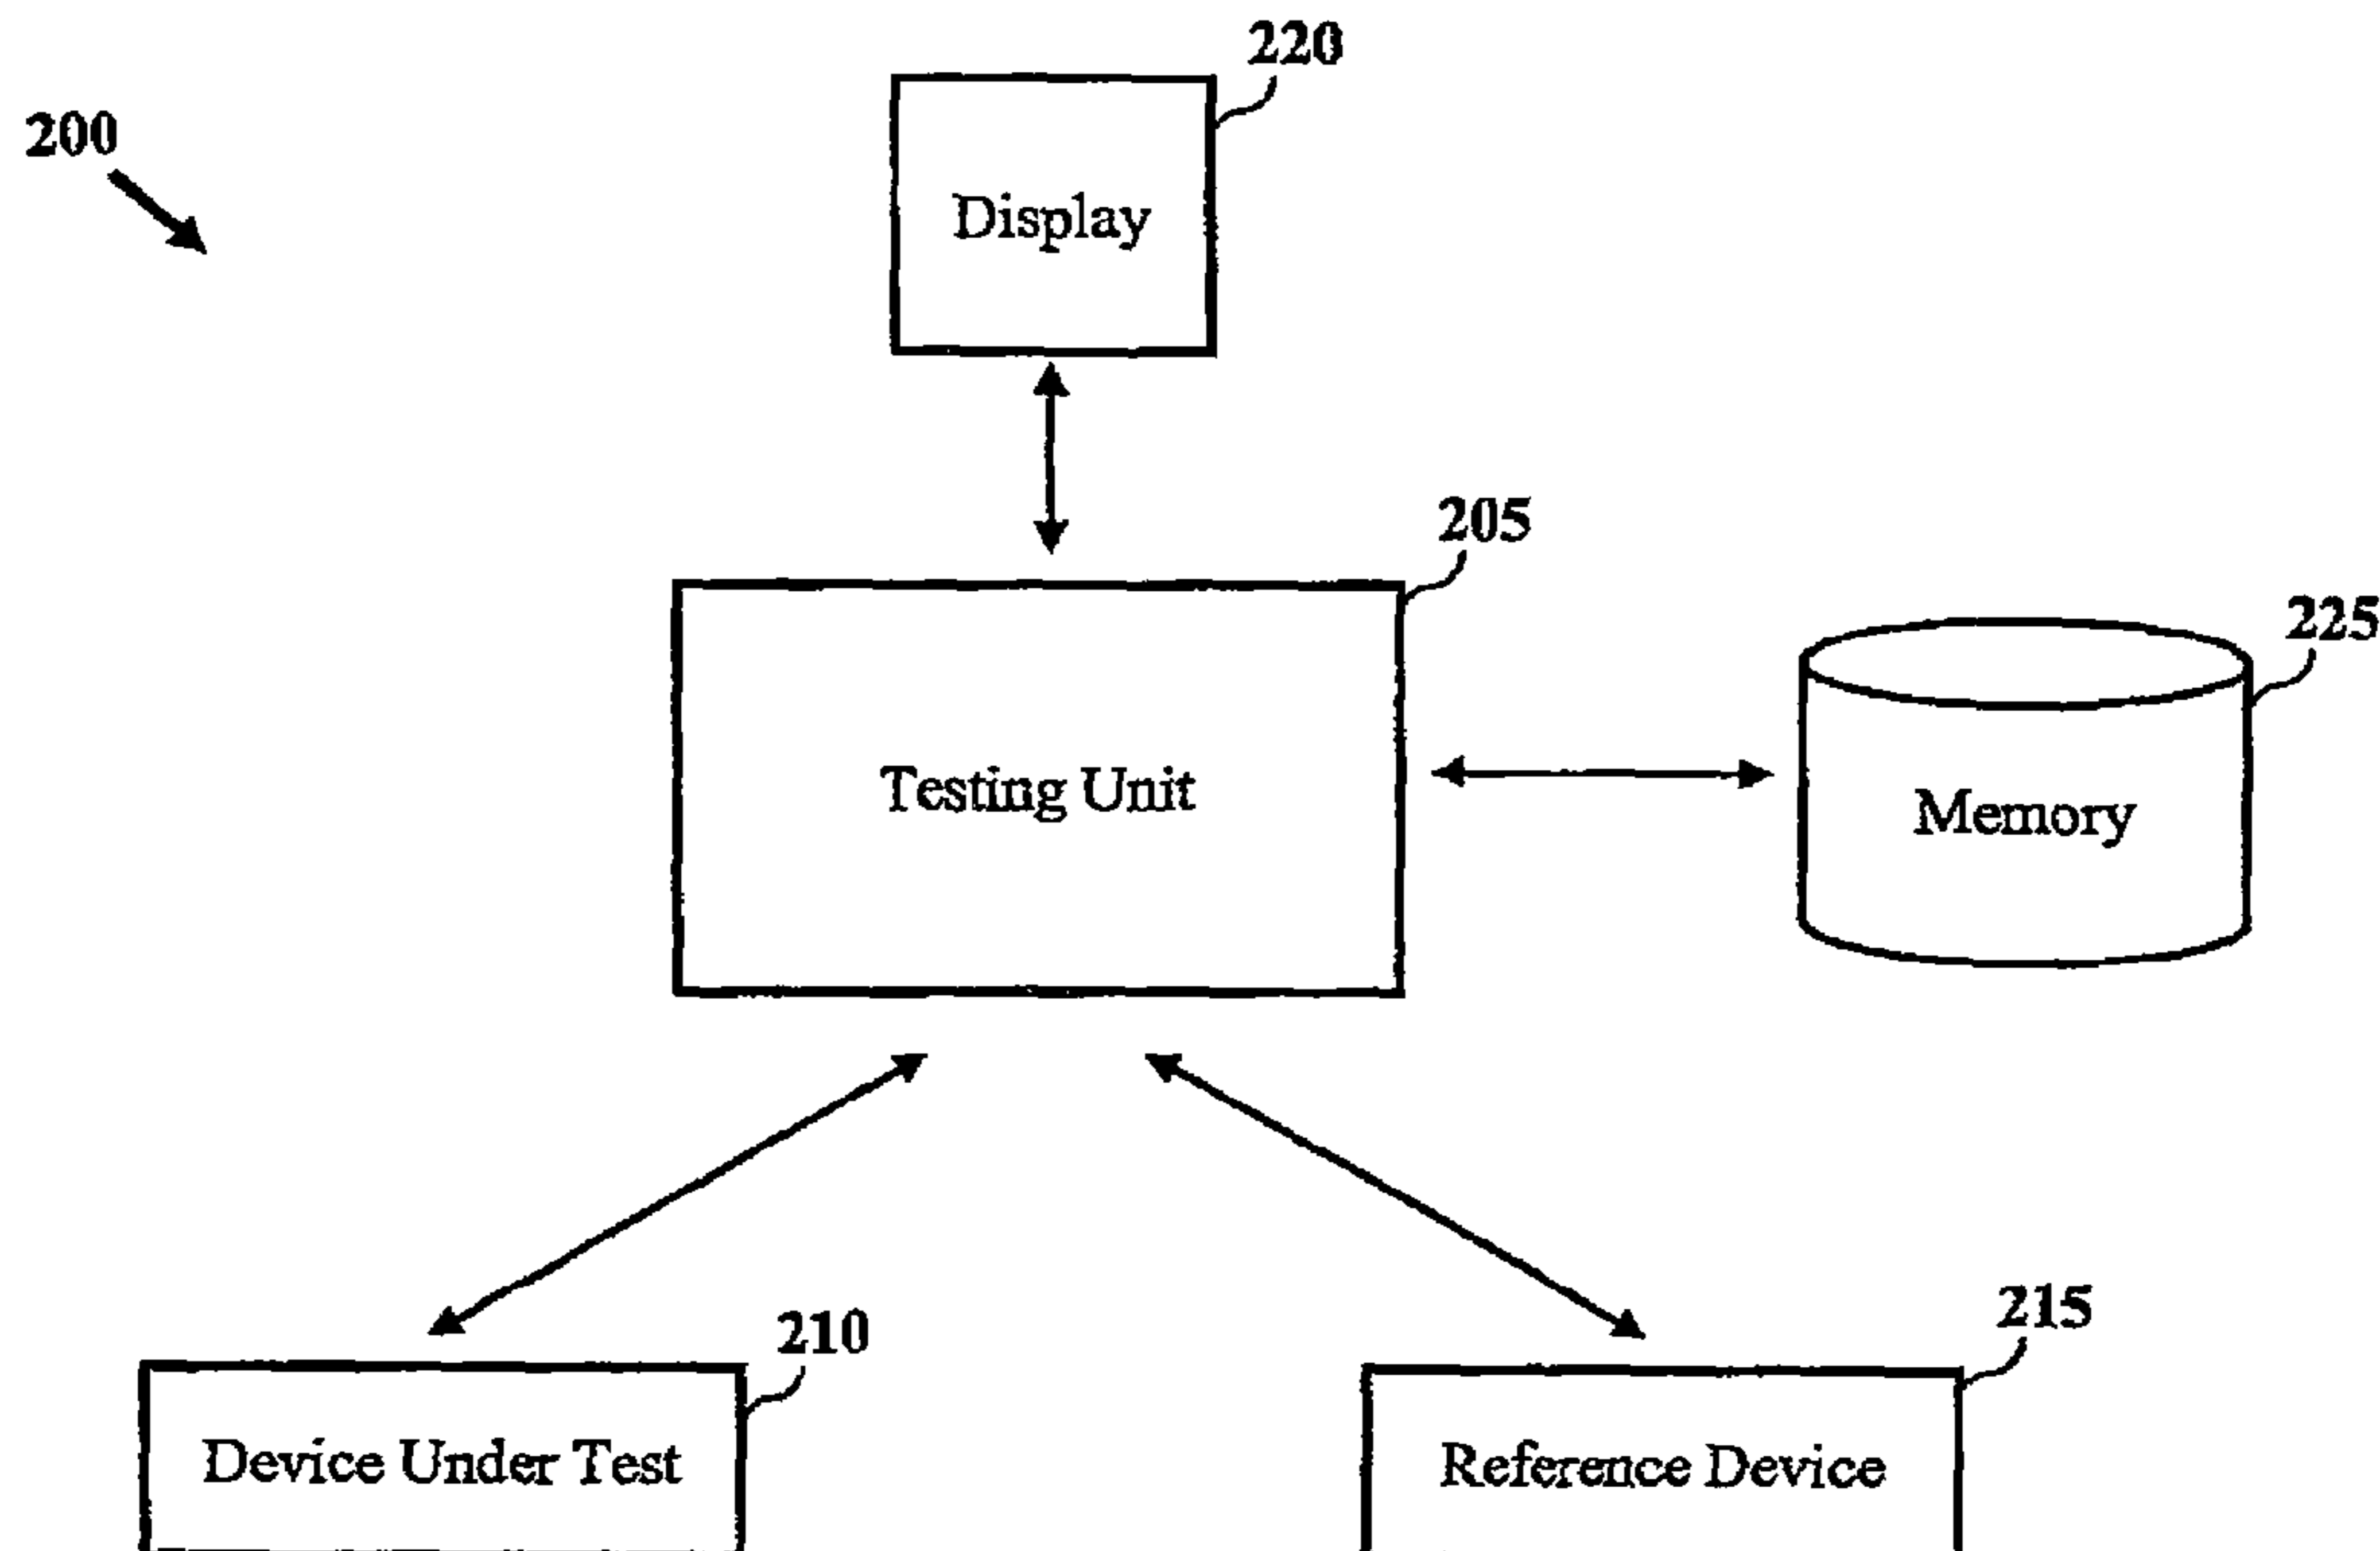 220
200
Display
205
225
Testing Unit
Memory
210
215
Device Under Test
Reference Device